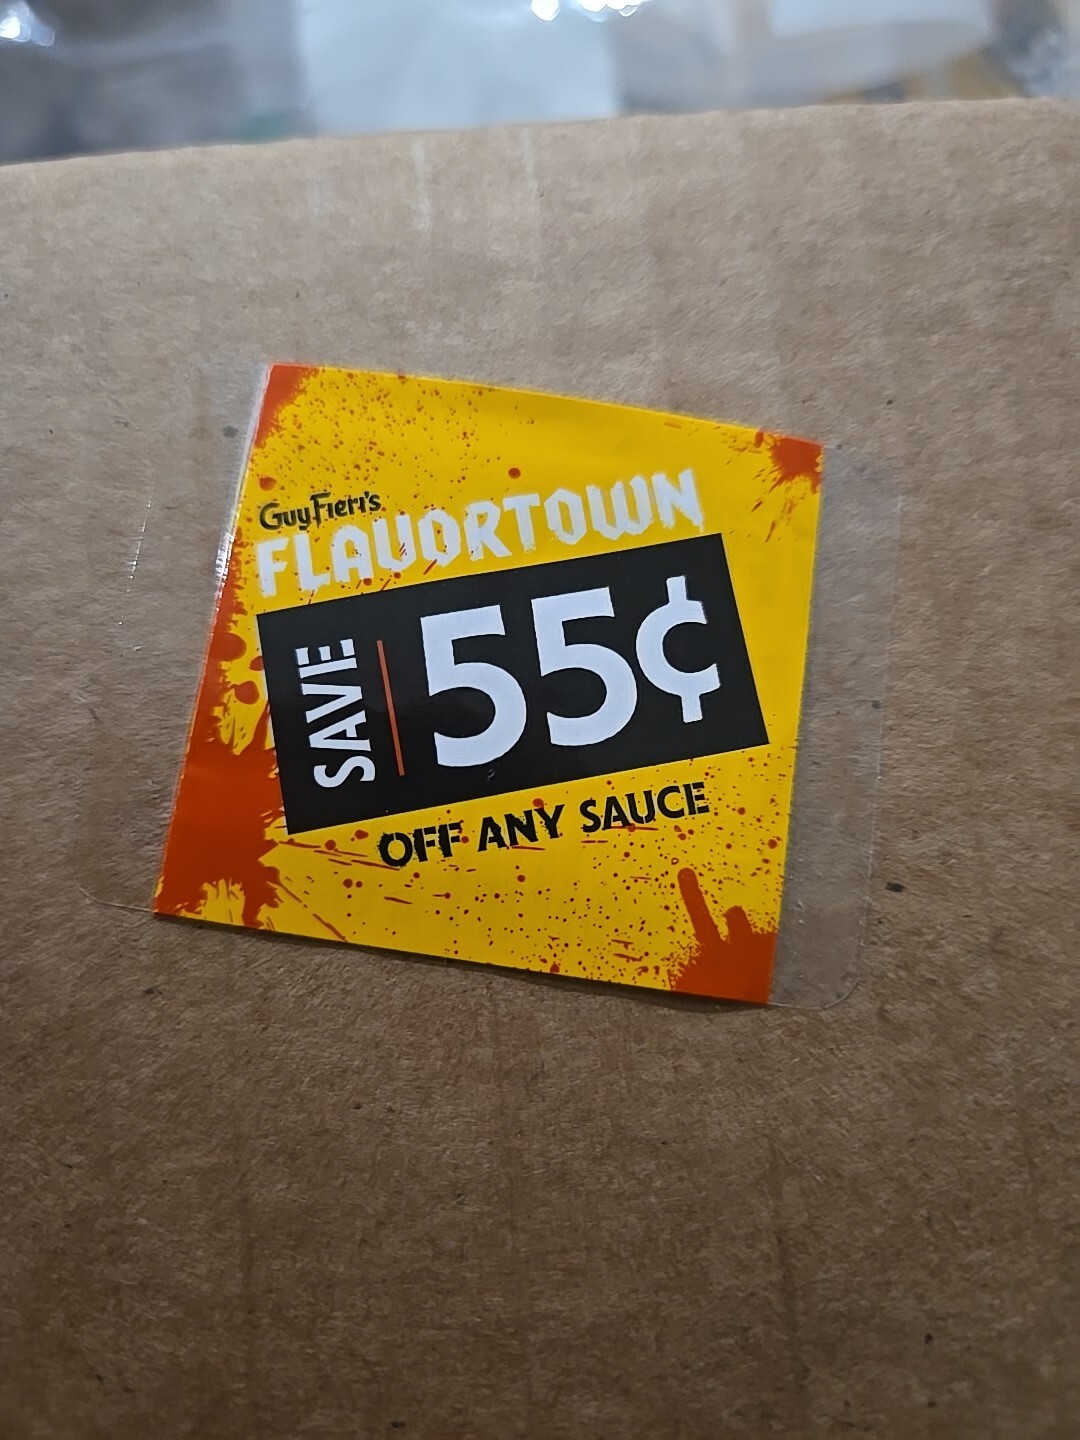 Guy Fieri's
FLAVORTOWN
SAVE
55¢
OFF ANY SAUCE